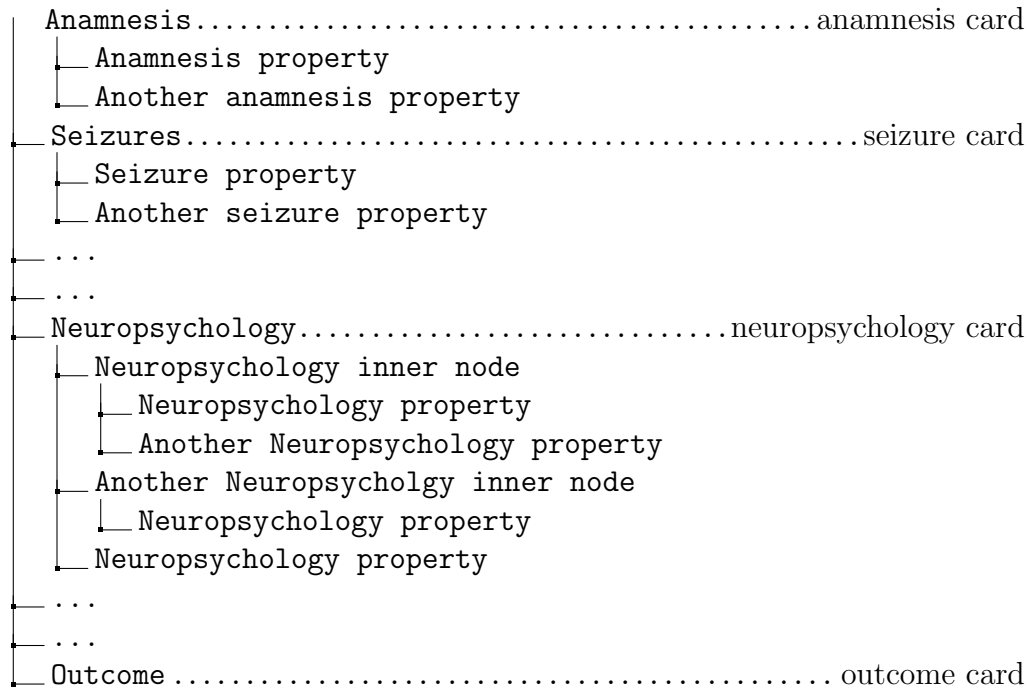 Anamnesis...........................................anamnesis card
Anamnesis property
Another anamnesis property
Seizures...............................................seizure card
Seizure property
Another seizure property
...
...
Neuropsychology..............................neuropsychology card
Neuropsychology inner node
Neuropsychology property
Another Neuropsychology property
Another Neuropsycholgy inner node
Neuropsychology property
Neuropsychology property
...
...
Outcome .............................................. outcome card